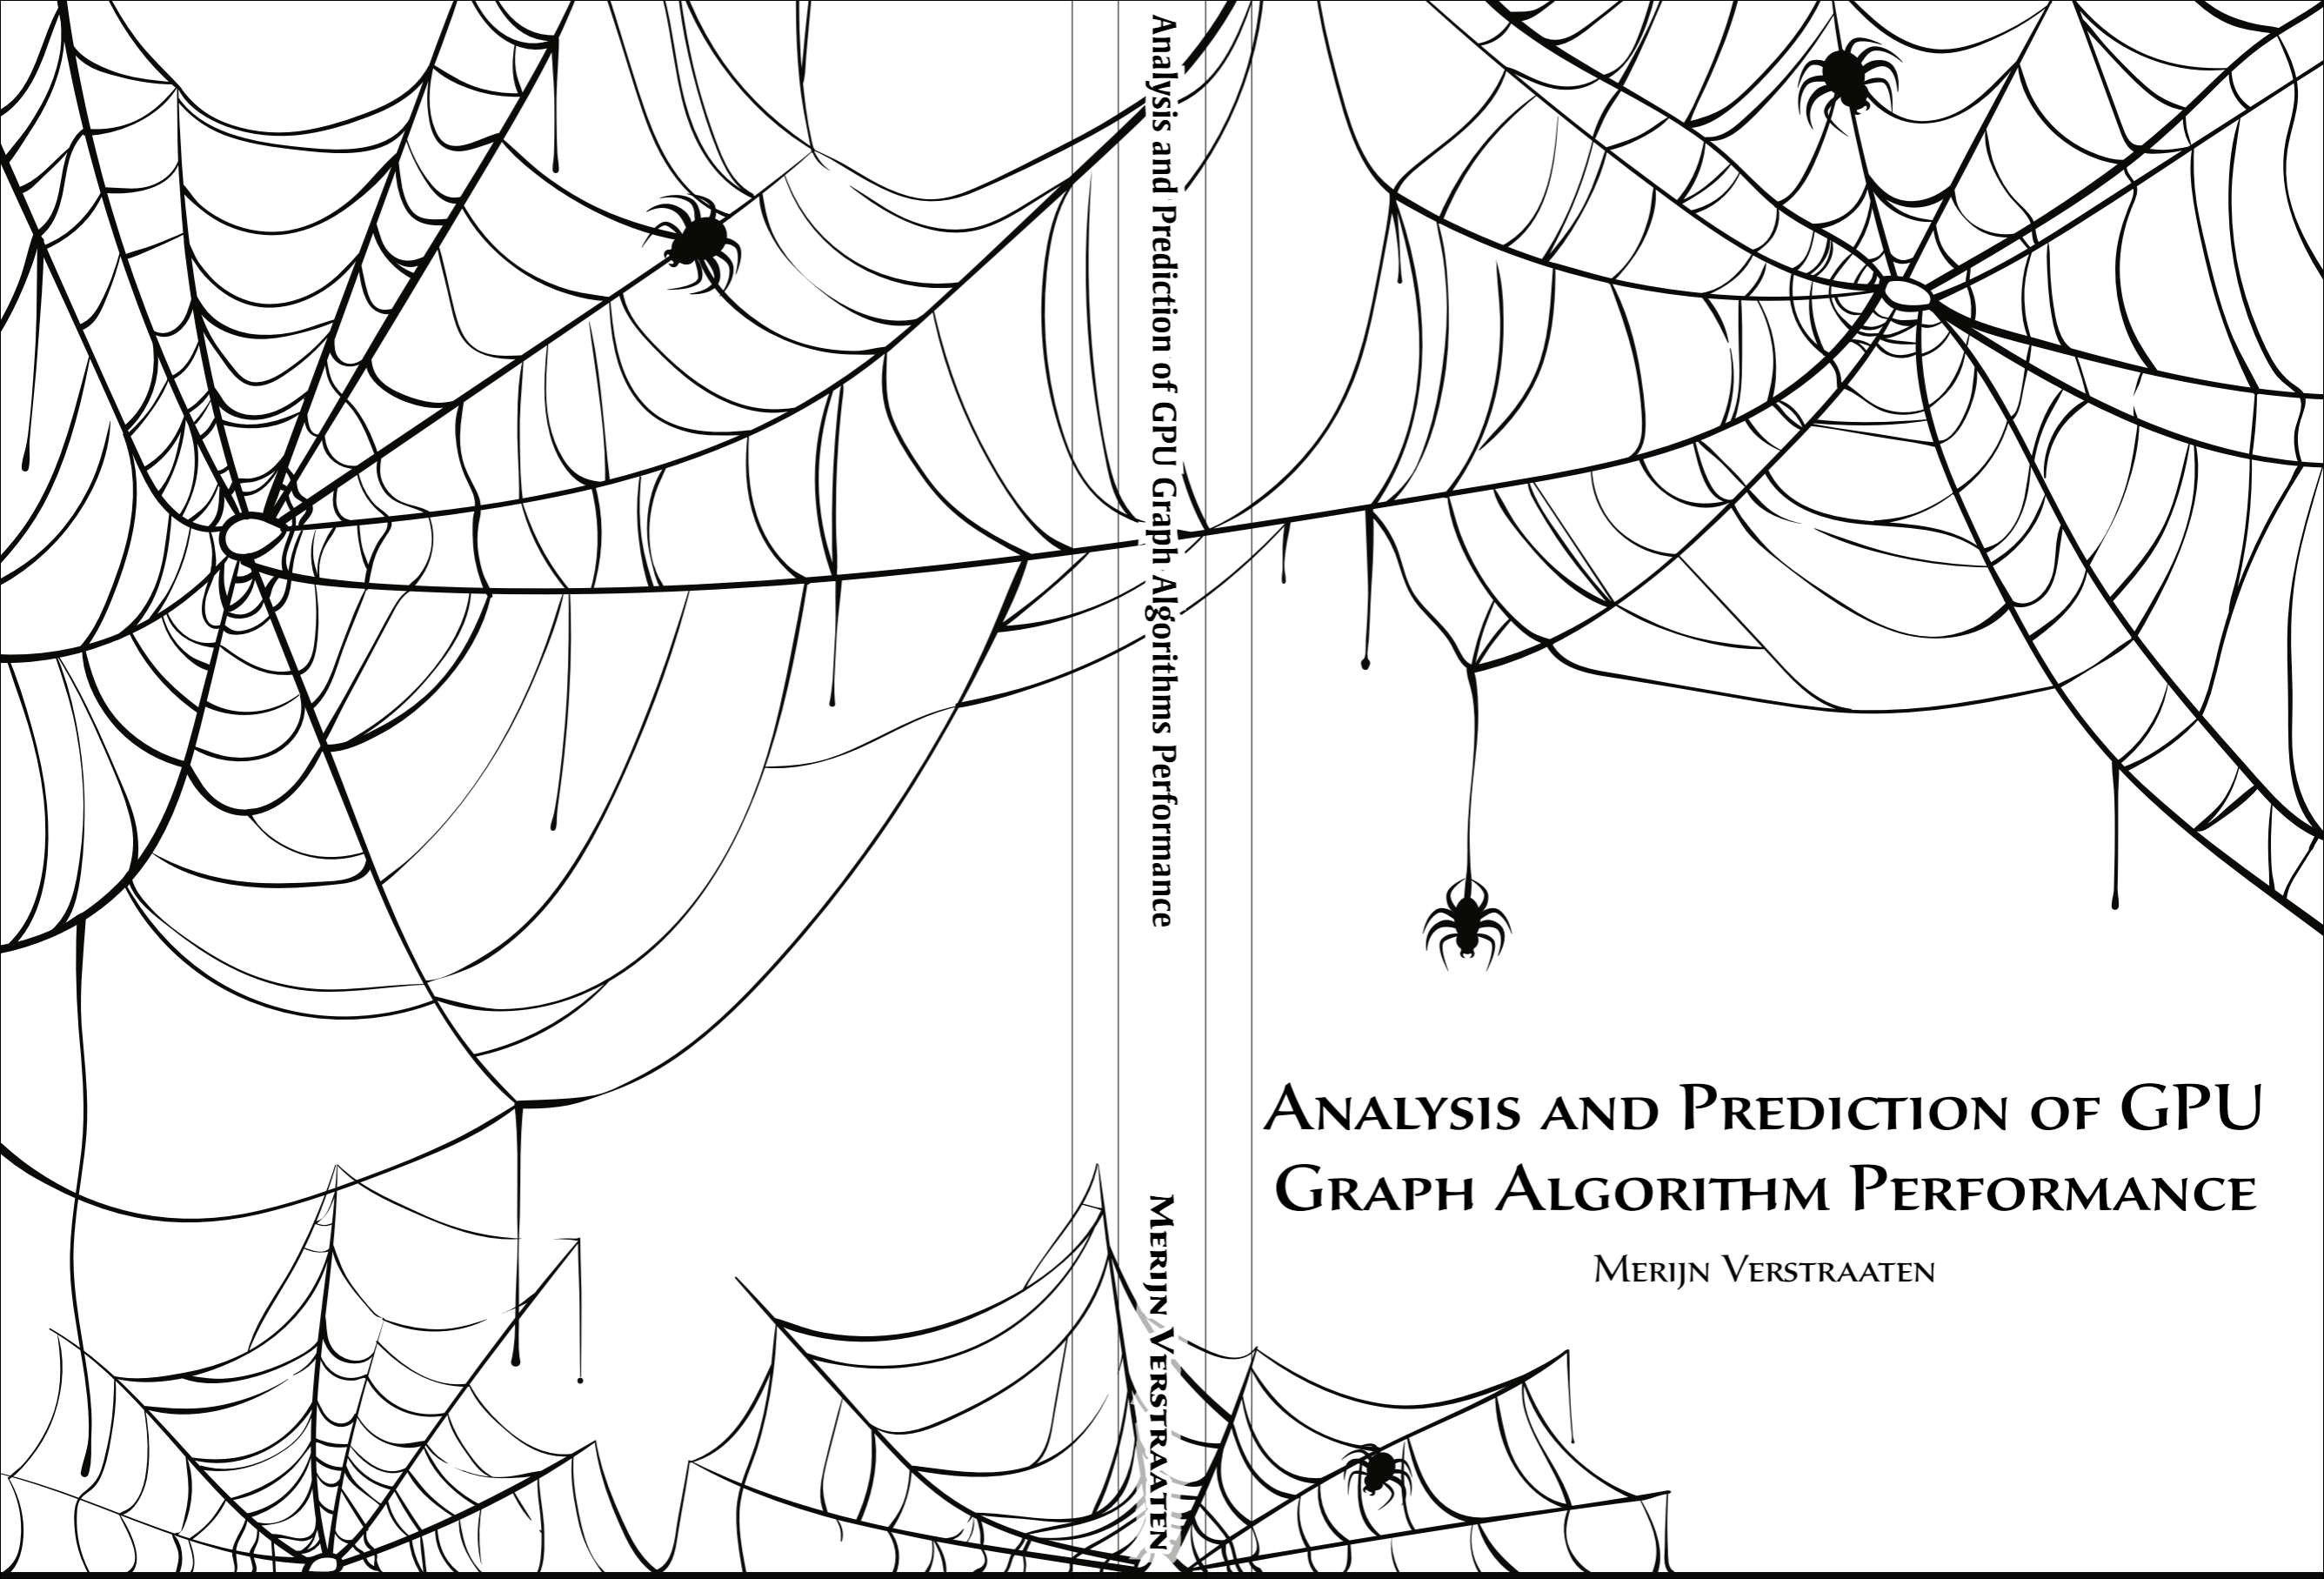 Analysis and Prediction of GPU Graph Algorithms Performance
Merijn Verstraaten
Analysis and Prediction of GPU
Graph Algorithm Performance
Merijn Verstraaten